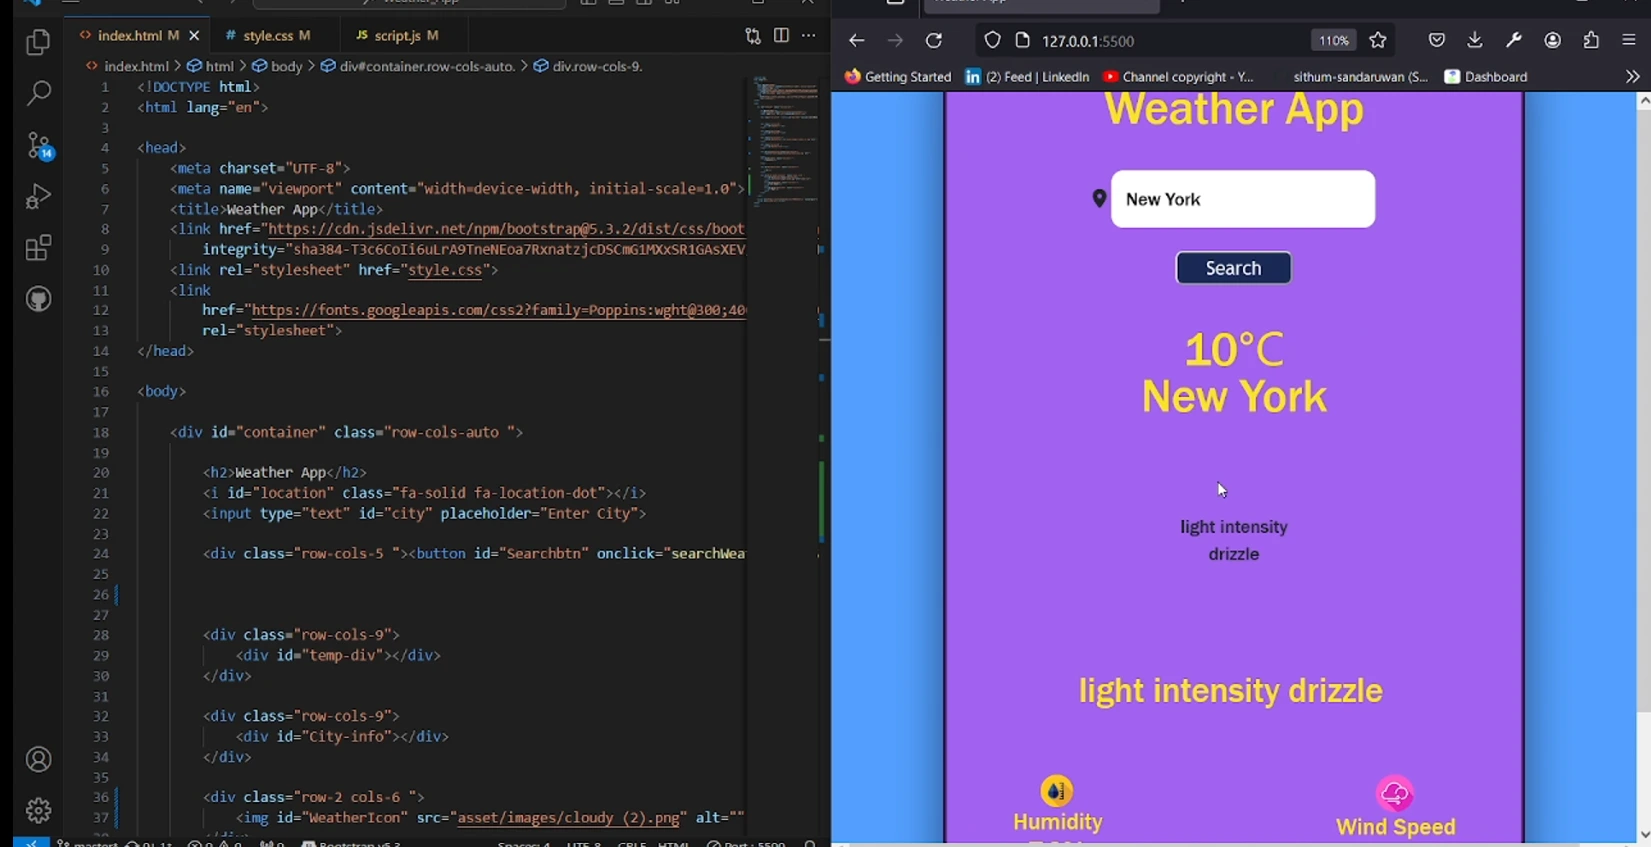 Weather_App
index.html M
style.css M
JS script.js M
index.html > html > body > div#container.row-cols-auto. > div.row-cols-9.
1 <!DOCTYPE html>
2 <html lang="en">
3
4 <head>
5 <meta charset="UTF-8">
6 <meta name="viewport" content="width=device-width, initial-scale=1.0">
7 <title>Weather App</title>
8 <link href="https://cdn.jsdelivr.net/npm/bootstrap@5.3.2/dist/css/boot
9 integrity="sha384-T3c6CoIi6uLrA9TneNEoa7RxnatzjcDSCmG1MXxSR1GAsXEV
10 <link rel="stylesheet" href="style.css">
11 <link
12 href="https://fonts.googleapis.com/css2?family=Poppins:wght@300;40
13 rel="stylesheet">
14 </head>
15
16 <body>
17
18 <div id="container" class="row-cols-auto ">
19
20 <h2>Weather App</h2>
21 <i id="location" class="fa-solid fa-location-dot"></i>
22 <input type="text" id="city" placeholder="Enter City">
23
24 <div class="row-cols-5 "><button id="Searchbtn" onclick="searchWea
25
26
27
28 <div class="row-cols-9">
29 <div id="temp-div"></div>
30 </div>
31
32 <div class="row-cols-9">
33 <div id="City-info"></div>
34 </div>
35
36 <div class="row-2 cols-6 ">
37 <img id="WeatherIcon" src="asset/images/cloudy (2).png" alt=""
14
127.0.0.1:5500
110%
Getting Started
in (2) Feed | LinkedIn
Channel copyright - Y...
sithum-sandaruwan (S...
Dashboard
Weather App
New York
Search
10°C
New York
light intensity
drizzle
light intensity drizzle
Humidity
Wind Speed